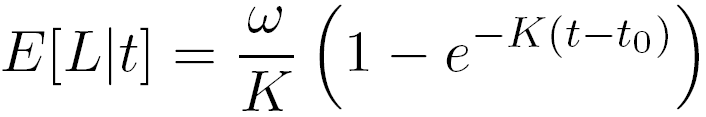 E[L|t] = \frac{\omega}{K} \left( 1 - e^{-K(t-t_0)} \right)